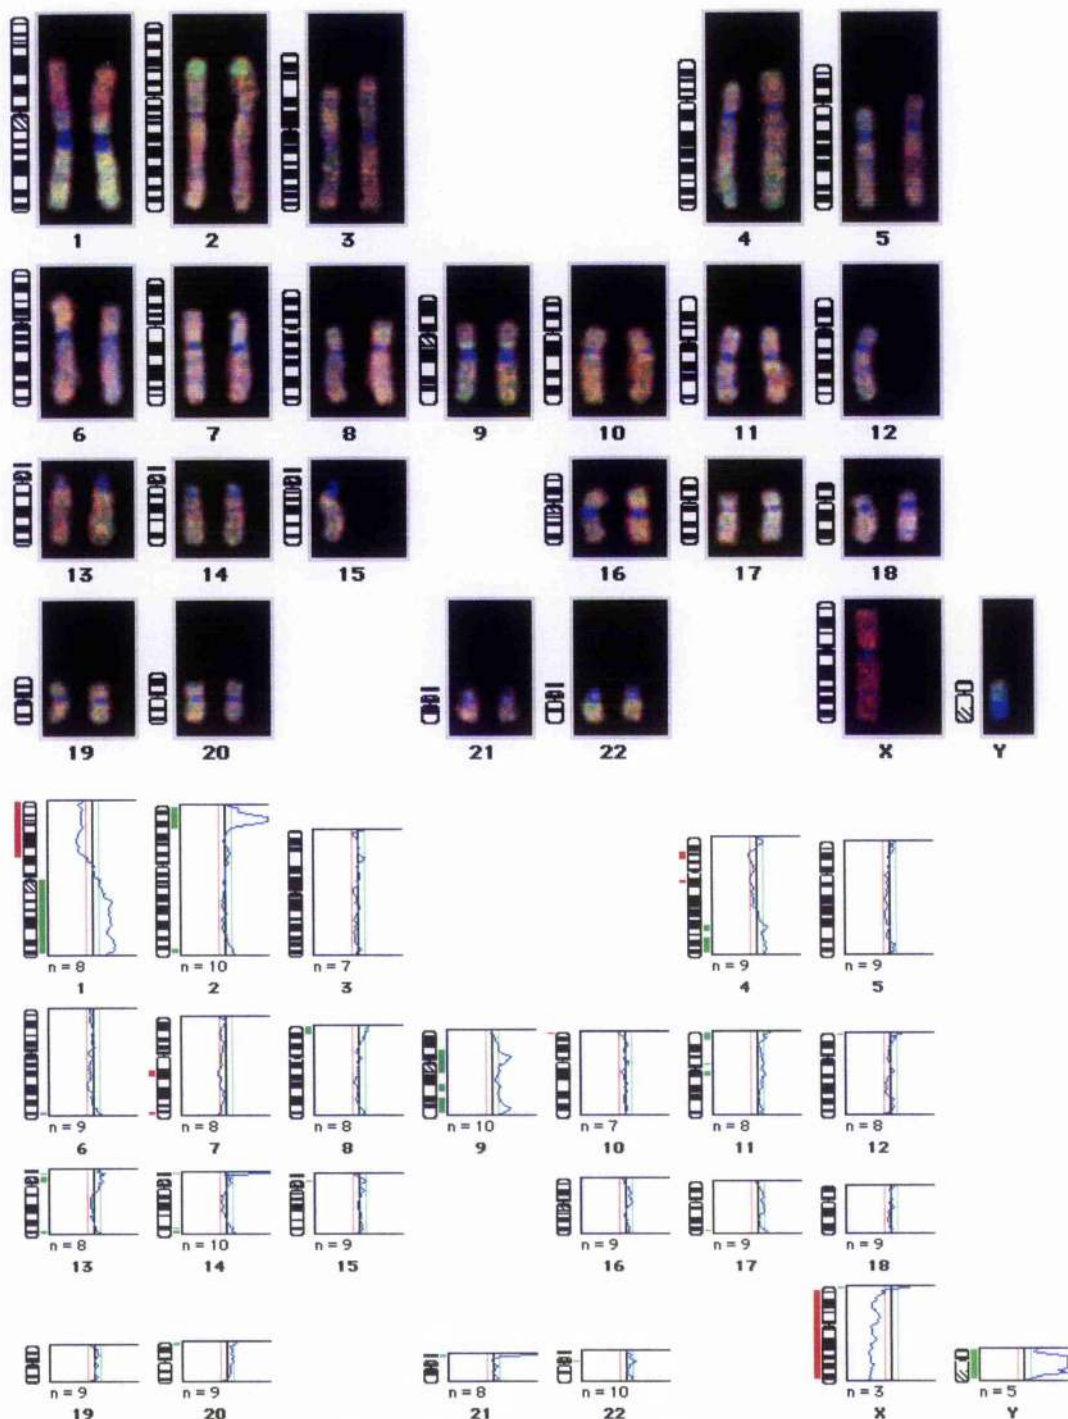 1 2 3 4 5
6 7 8 9 10 11 12
13 14 15 16 17 18
19 20 21 22 X Y
n = 8 n = 10 n = 7 n = 9 n = 9
1 2 3 4 5
n = 9 n = 8 n = 8 n = 10 n = 7 n = 8 n = 8
6 7 8 9 10 11 12
n = 8 n = 10 n = 9 n = 9 n = 9 n = 9
13 14 15 16 17 18
n = 9 n = 9 n = 8 n = 10 n = 3 n = 5
19 20 21 22 X Y